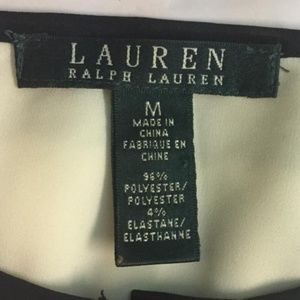 LAUREN
RALPH LAUREN
M
MADE IN
CHINA
FABRIQUE EN
CHINE
96%
POLYESTER/
POLYESTER
4%
ELASTANE/
ELASTHANNE